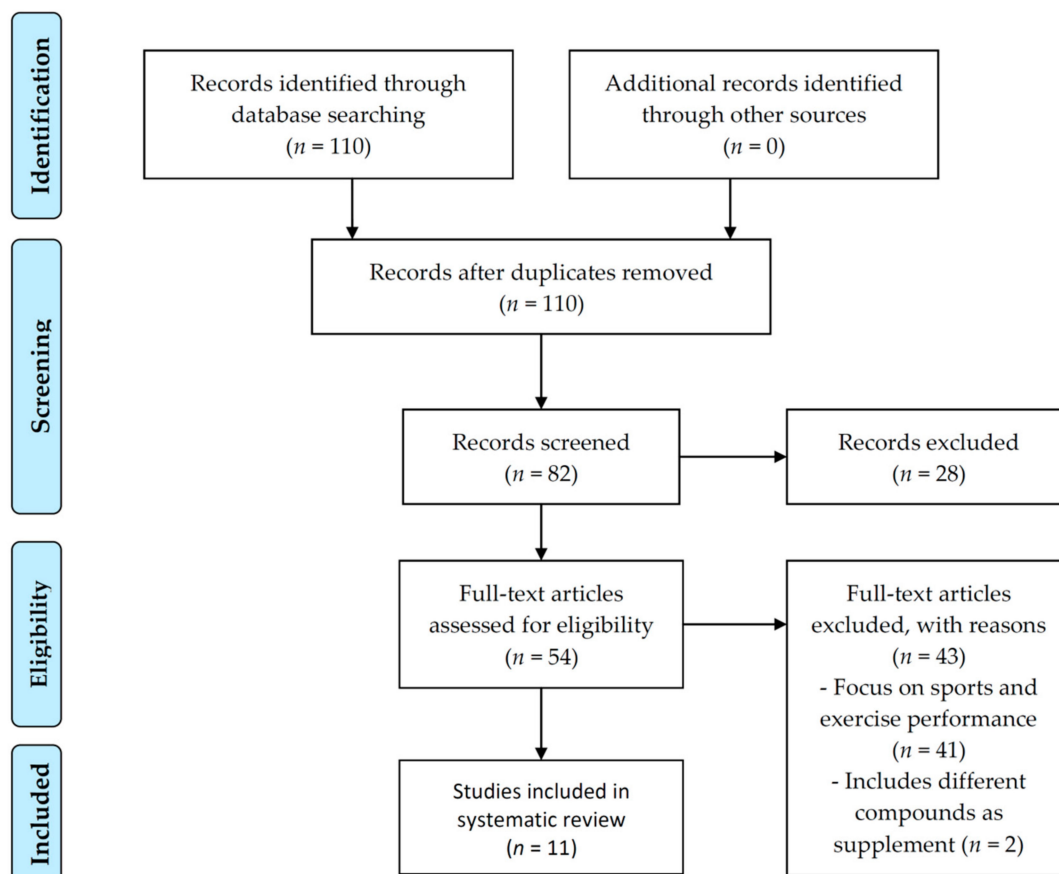 Identification
Records identified through
database searching
(n = 110)
Additional records identified
through other sources
(n = 0)
Screening
Records after duplicates removed
(n = 110)
Records screened
(n = 82)
Records excluded
(n = 28)
Eligibility
Full-text articles
assessed for eligibility
(n = 54)
Full-text articles
excluded, with reasons
(n = 43)
- Focus on sports and
exercise performance
(n = 41)
- Includes different
compounds as
supplement (n = 2)
Included
Studies included in
systematic review
(n = 11)